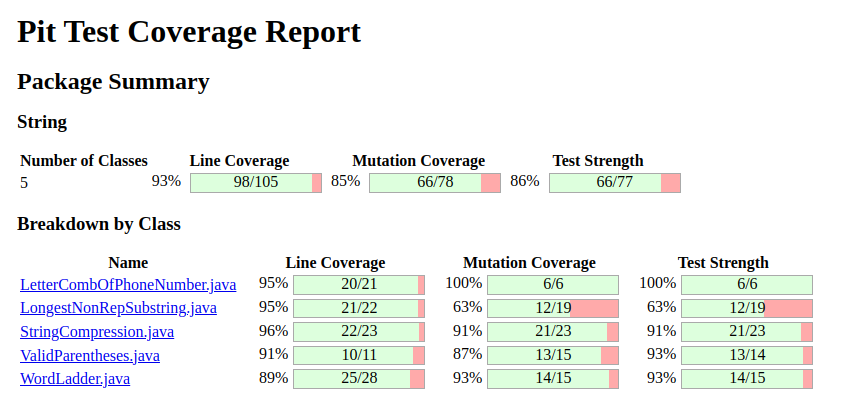 Pit Test Coverage Report
Package Summary
String
Number of Classes Line Coverage Mutation Coverage Test Strength
5 93% 98/105 85% 66/78 86% 66/77
Breakdown by Class
Name Line Coverage Mutation Coverage Test Strength
LetterCombOfPhoneNumber.java 95% 20/21 100% 6/6 100% 6/6
LongestNonRepSubstring.java 95% 21/22 63% 12/19 63% 12/19
StringCompression.java 96% 22/23 91% 21/23 91% 21/23
ValidParentheses.java 91% 10/11 87% 13/15 93% 13/14
WordLadder.java 89% 25/28 93% 14/15 93% 14/15